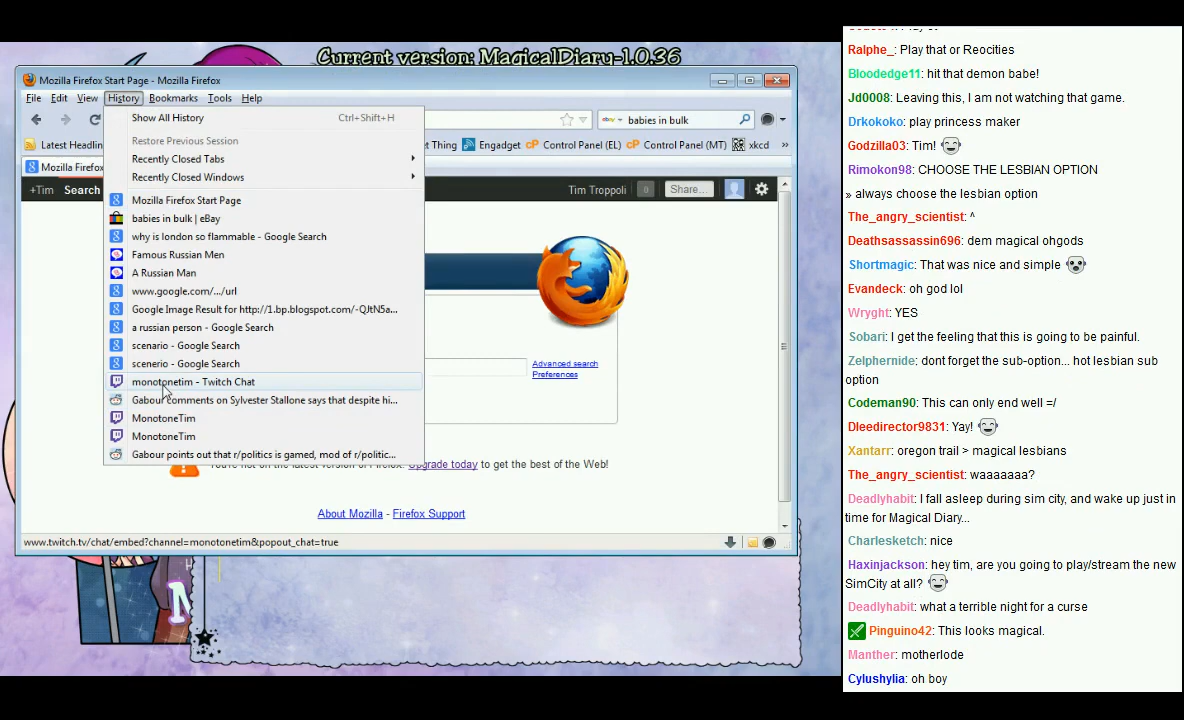 Current version: MagicalDiary-1.0.36
Mozilla Firefox Start Page - Mozilla Firefox
File Edit View History Bookmarks Tools Help
babies in bulk
Latest Headlin
t Thing Engadget Control Panel (EL) Control Panel (MT) xkcd »
Mozilla Firefox
+Tim Search
Tim Troppoli 0 Share...
Show All History Ctrl+Shift+H
Restore Previous Session
Recently Closed Tabs
Recently Closed Windows
Mozilla Firefox Start Page
babies in bulk | eBay
why is london so flammable - Google Search
Famous Russian Men
A Russian Man
www.google.com/.../url
Google Image Result for http://1.bp.blogspot.com/-QJtN5a...
a russian person - Google Search
scenario - Google Search
scenerio - Google Search
monotonetim - Twitch Chat
Gabour comments on Sylvester Stallone says that despite hi...
MonotoneTim
MonotoneTim
Gabour points out that r/politics is gamed, mod of r/politic...
Advanced search
Preferences
Upgrade today to get the best of the Web!
About Mozilla - Firefox Support
www.twitch.tv/chat/embed?channel=monotonetim&popout_chat=true
Ralphe_: Play that or Reocities
Bloodedge11: hit that demon babe!
Jd0008: Leaving this, I am not watching that game.
Drkokoko: play princess maker
Godzilla03: Tim!
Rimokon98: CHOOSE THE LESBIAN OPTION
» always choose the lesbian option
The_angry_scientist: ^
Deathsassassin696: dem magical ohgods
Shortmagic: That was nice and simple
Evandeck: oh god lol
Wryght: YES
Sobari: I get the feeling that this is going to be painful.
Zelphernide: dont forget the sub-option... hot lesbian sub
option
Codeman90: This can only end well =/
Dleedirector9831: Yay!
Xantarr: oregon trail > magical lesbians
The_angry_scientist: waaaaaaa?
Deadlyhabit: I fall asleep during sim city, and wake up just in
time for Magical Diary...
Charlesketch: nice
Haxinjackson: hey tim, are you going to play/stream the new
SimCity at all?
Deadlyhabit: what a terrible night for a curse
Pinguino42: This looks magical.
Manther: motherlode
Cylushylia: oh boy